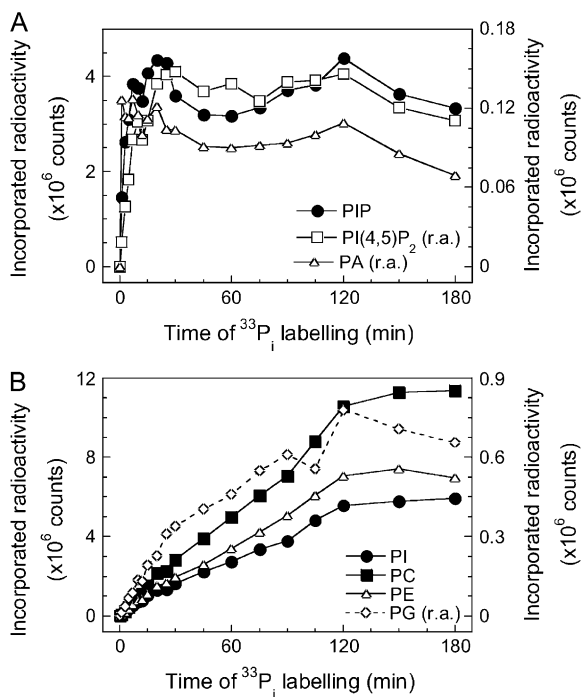 A
Incorporated radioactivity
(x10⁶ counts)
4
2
0
0.18
0.12
0.06
0
Incorporated radioactivity
(x10⁶ counts)
PIP
PI(4,5)P₂ (r.a.)
PA (r.a.)
0 60 120 180
Time of ³³Pᵢ labelling (min)
B
Incorporated radioactivity
(x10⁶ counts)
12
8
4
0
0.9
0.6
0.3
0
Incorporated radioactivity
(x10⁶ counts)
PI
PC
PE
PG (r.a.)
0 60 120 180
Time of ³³Pᵢ labelling (min)